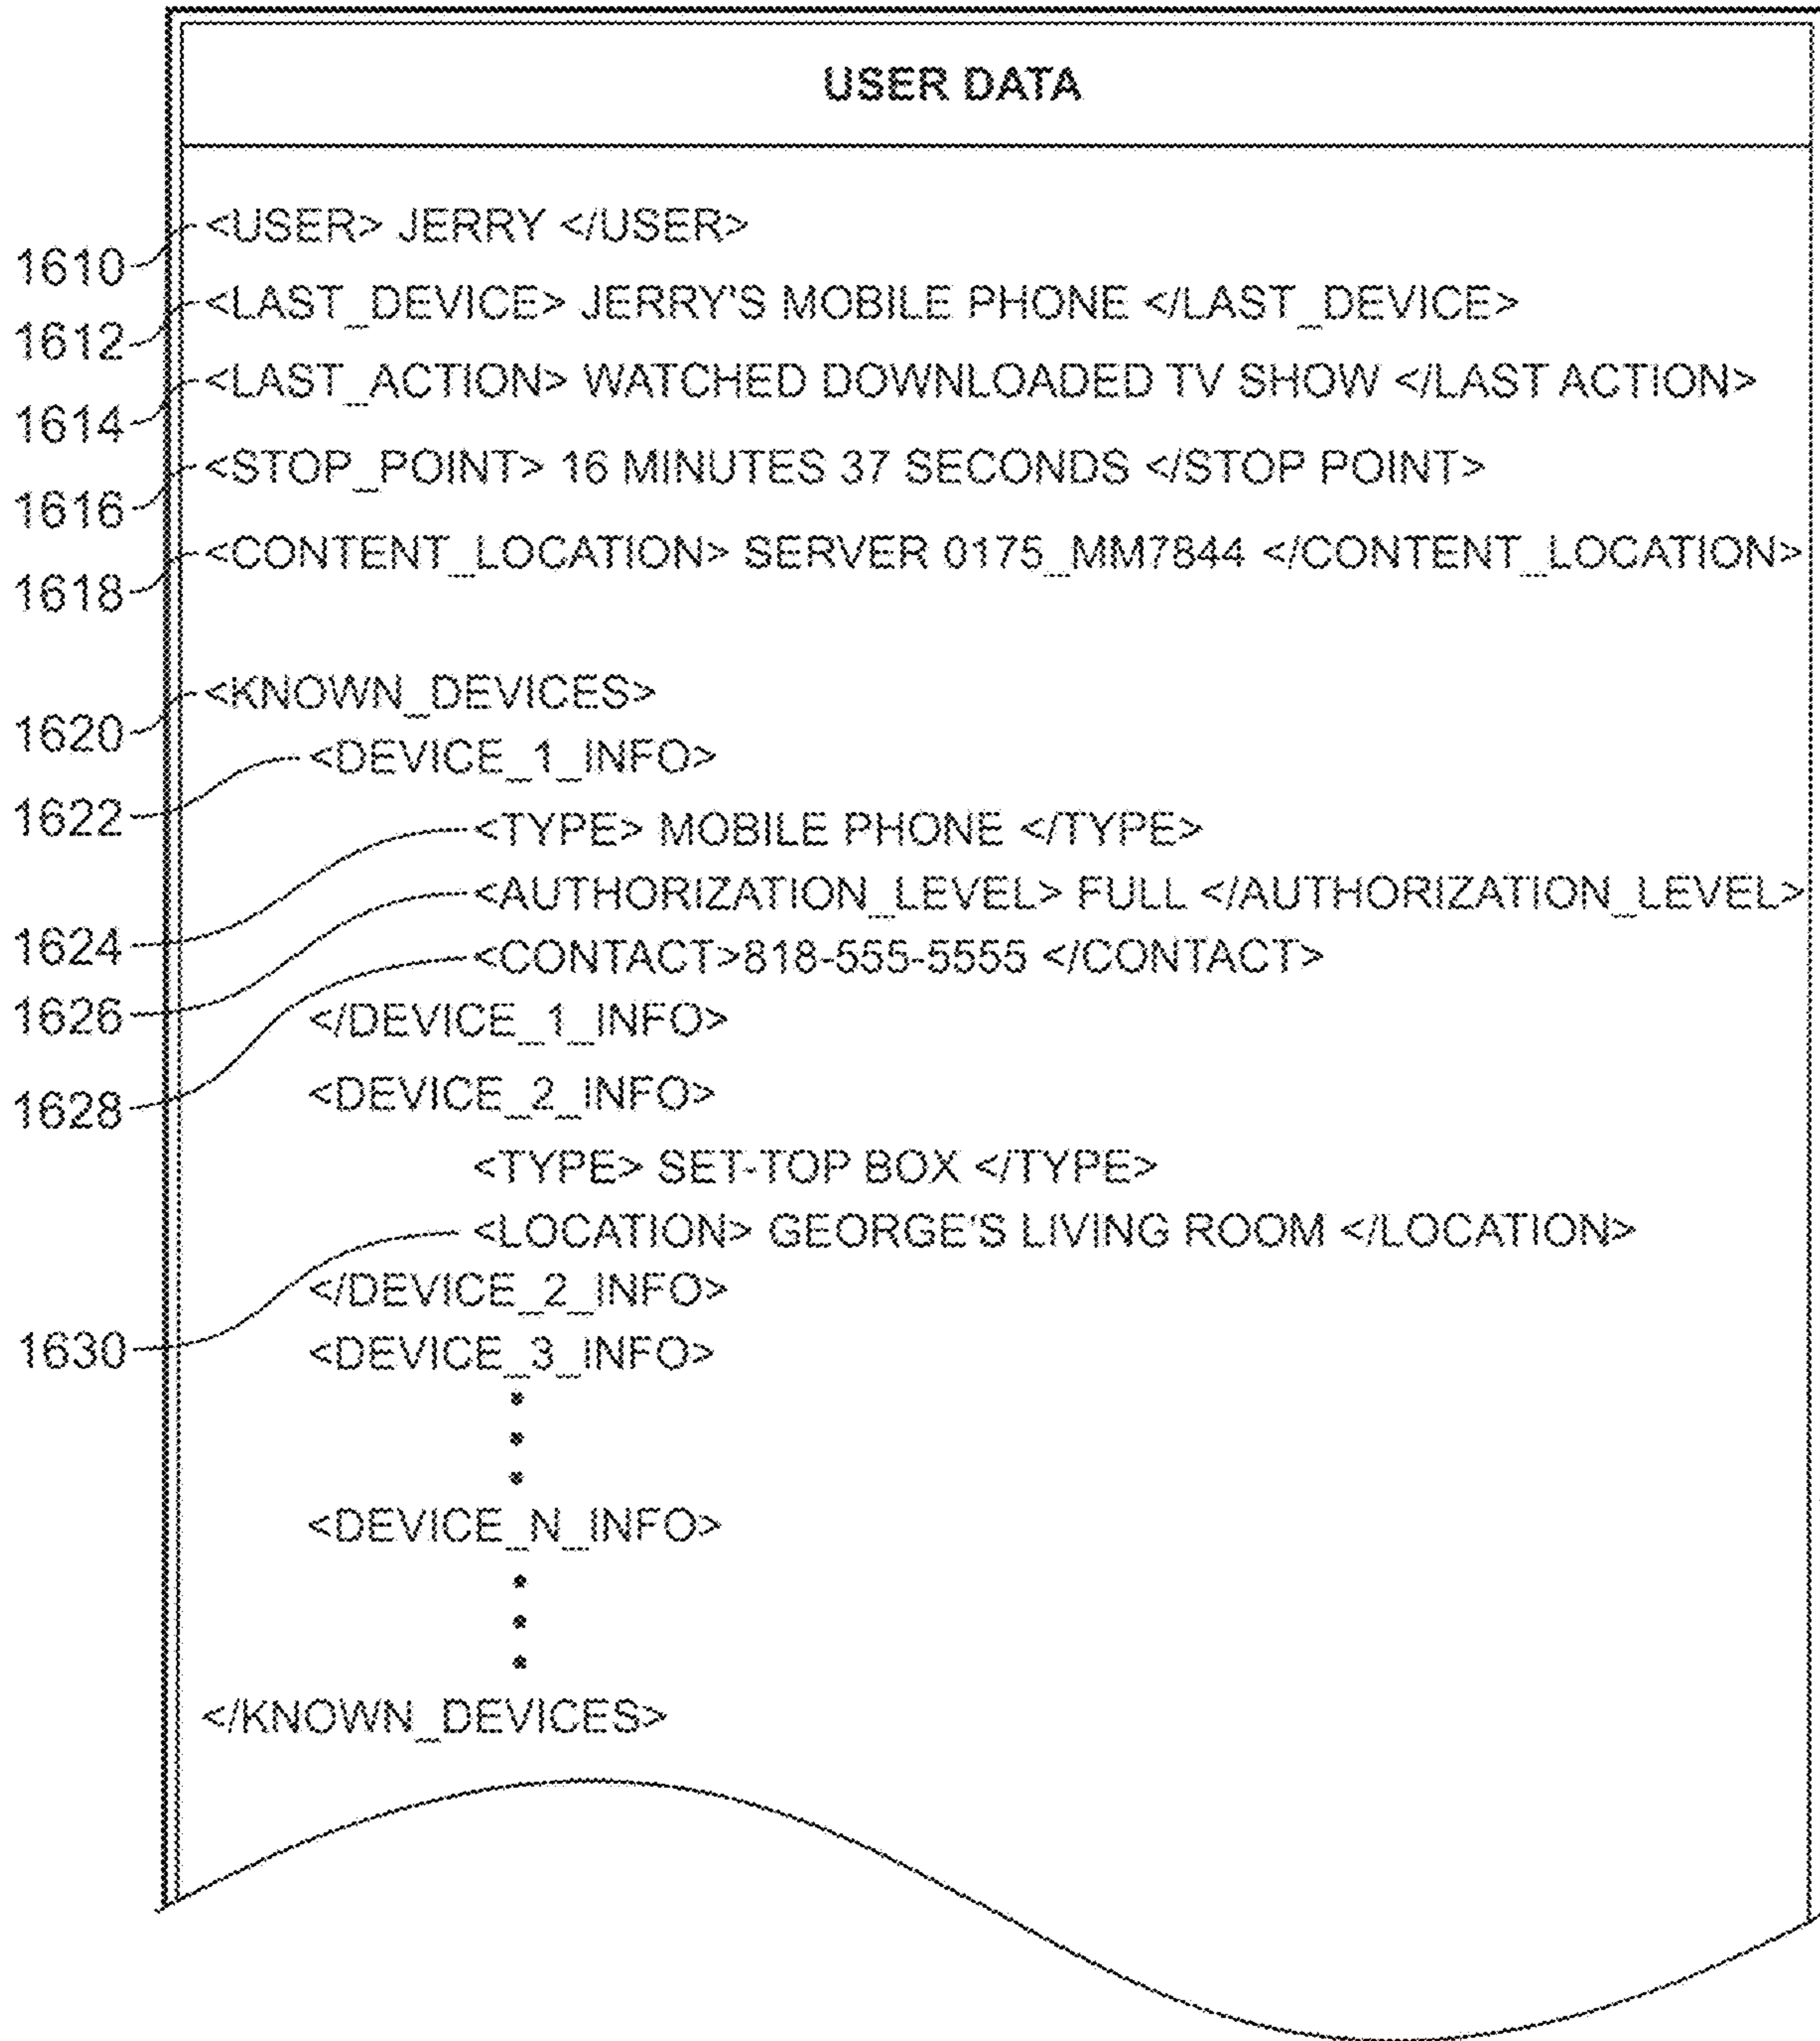 USER DATA
1610 <USER> JERRY </USER>
1612 <LAST_DEVICE> JERRY'S MOBILE PHONE </LAST_DEVICE>
1614 <LAST_ACTION> WATCHED DOWNLOADED TV SHOW </LAST ACTION>
1616 <STOP_POINT> 16 MINUTES 37 SECONDS </STOP POINT>
1618 <CONTENT_LOCATION> SERVER 0175_MM7844 </CONTENT_LOCATION>
1620 <KNOWN_DEVICES>
1622 <DEVICE_1_INFO>
1624 <TYPE> MOBILE PHONE </TYPE>
1626 <AUTHORIZATION_LEVEL> FULL </AUTHORIZATION_LEVEL>
1628 <CONTACT>818-555-5555 </CONTACT>
</DEVICE_1_INFO>
<DEVICE_2_INFO>
<TYPE> SET-TOP BOX </TYPE>
1630 <LOCATION> GEORGE'S LIVING ROOM </LOCATION>
</DEVICE_2_INFO>
<DEVICE_3_INFO>
<DEVICE_N_INFO>
</KNOWN_DEVICES>